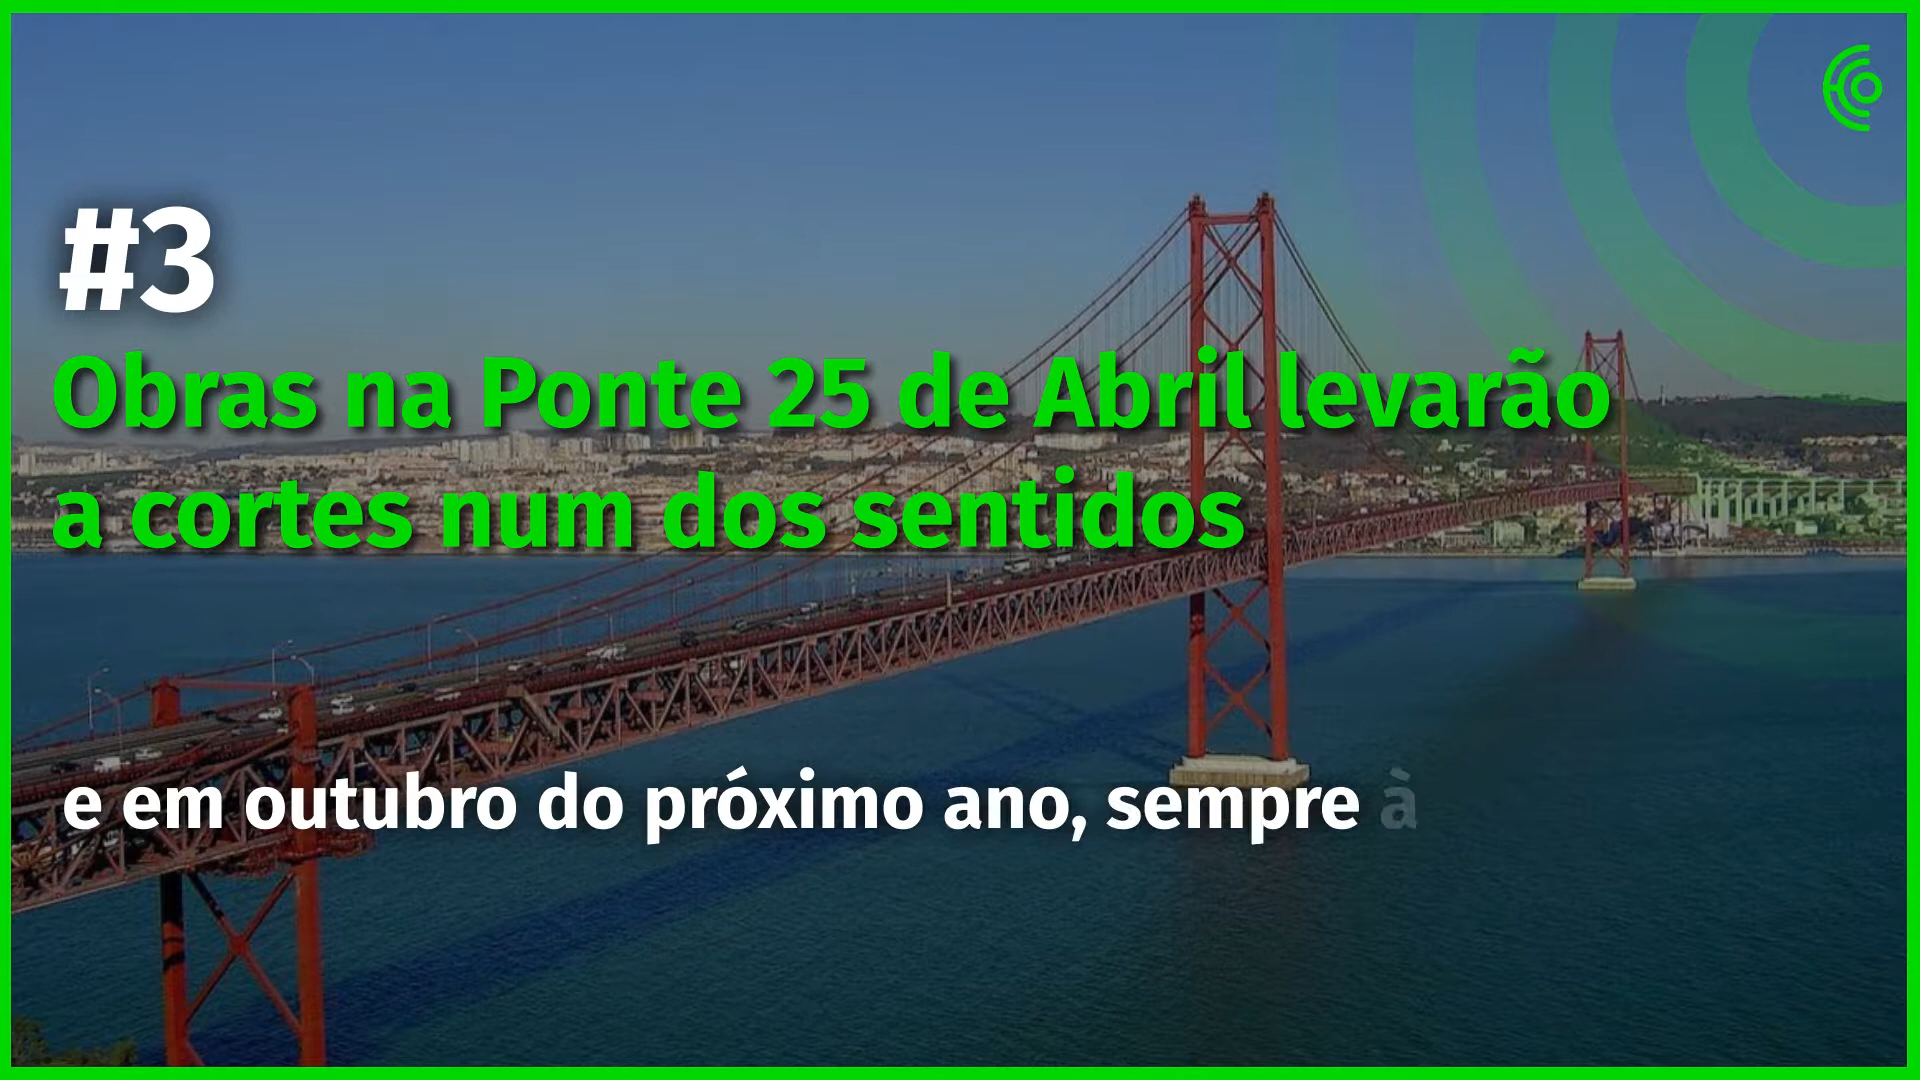 #3
Obras na Ponte 25 de Abril levarão
a cortes num dos sentidos
e em outubro do próximo ano, sempre à